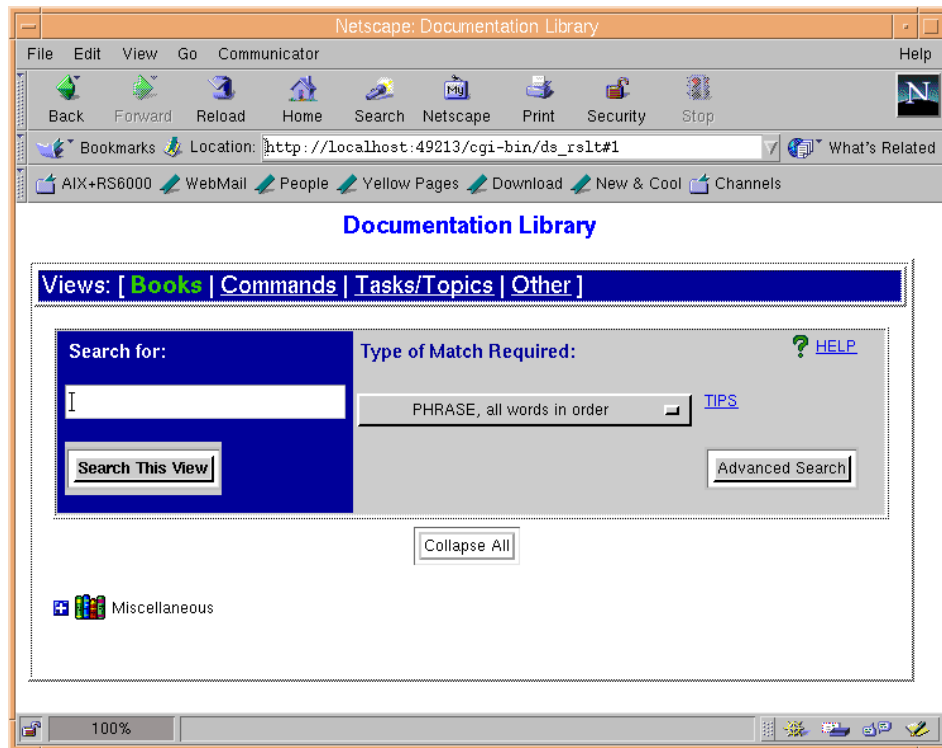 Netscape: Documentation Library
File Edit View Go Communicator Help
Back Forward Reload Home Search Netscape Print Security Stop
My
N
Bookmarks Location: http://localhost:49213/cgi-bin/ds_rslt#1 What's Related
AIX+RS6000 WebMail People Yellow Pages Download New & Cool Channels
Documentation Library
Views: [ Books | Commands | Tasks/Topics | Other ]
Search for: Type of Match Required: ? HELP
PHRASE, all words in order TIPS
Search This View Advanced Search
Collapse All
Miscellaneous
100%